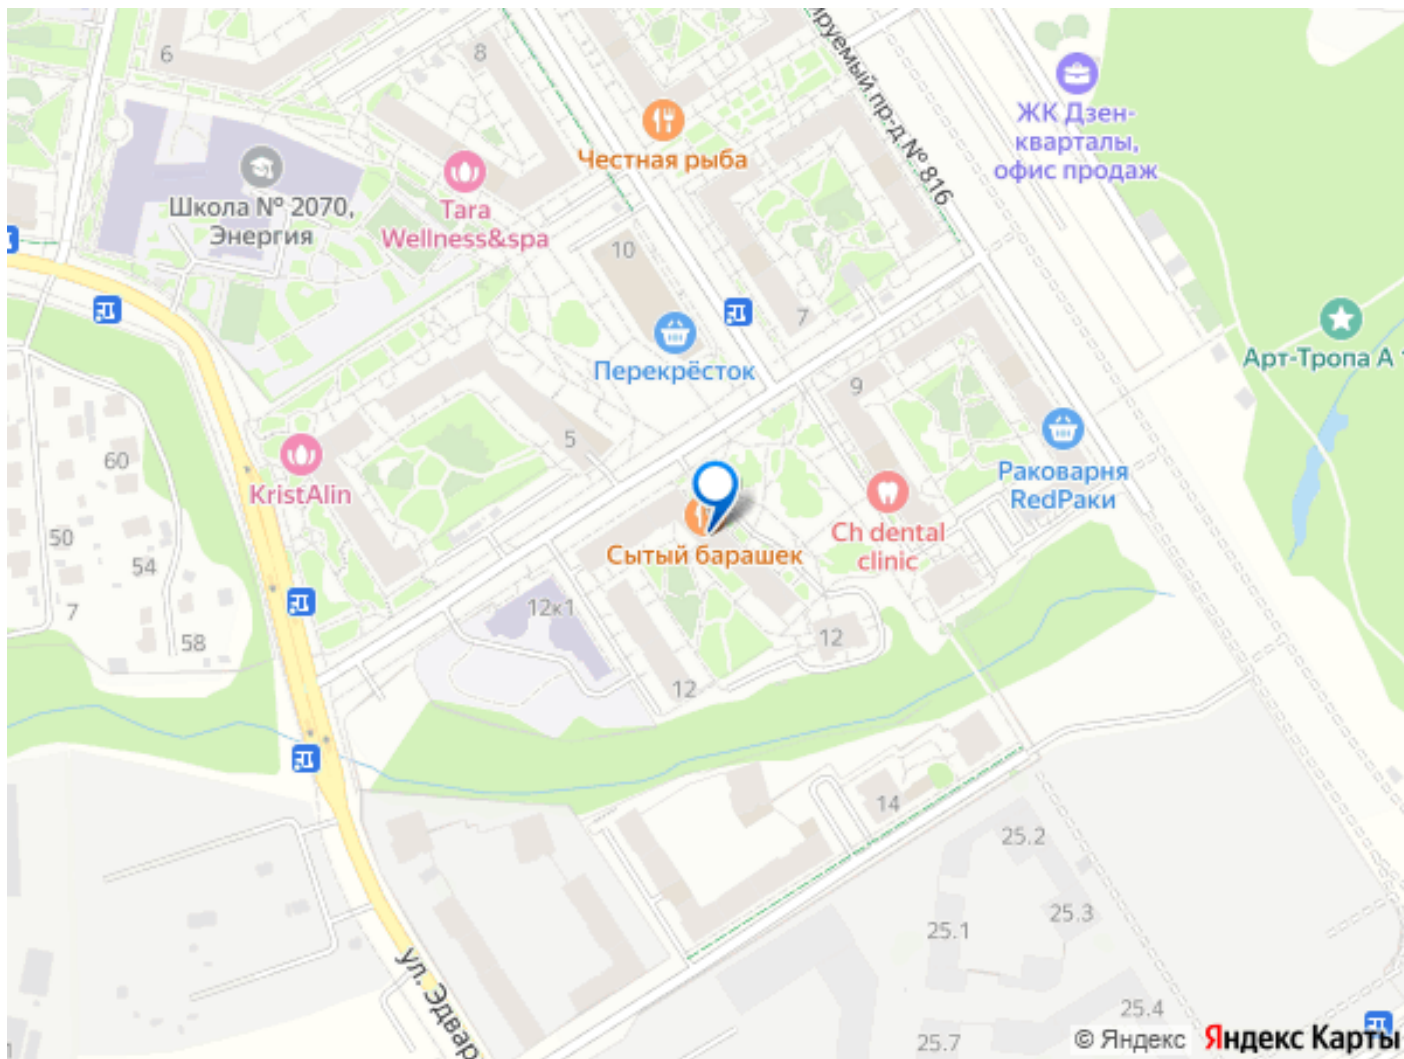 6
8
ируемый пр-д № 816
ЖК Дзен-
кварталы,
офис продаж
Честная рыба
Школа № 2070,
Энергия
Tara
Wellness&spa
10
7
Перекрёсток
Арт-Тропа А
9
5
60
KristAlin
Раковарня
RedРаки
50
54
7
58
Сытый барашек
Ch dental
clinic
12к1
12
12
14
25.2
25.3
25.1
25.4
25.7
ул. Эдвар
© Яндекс
Яндекс Карты